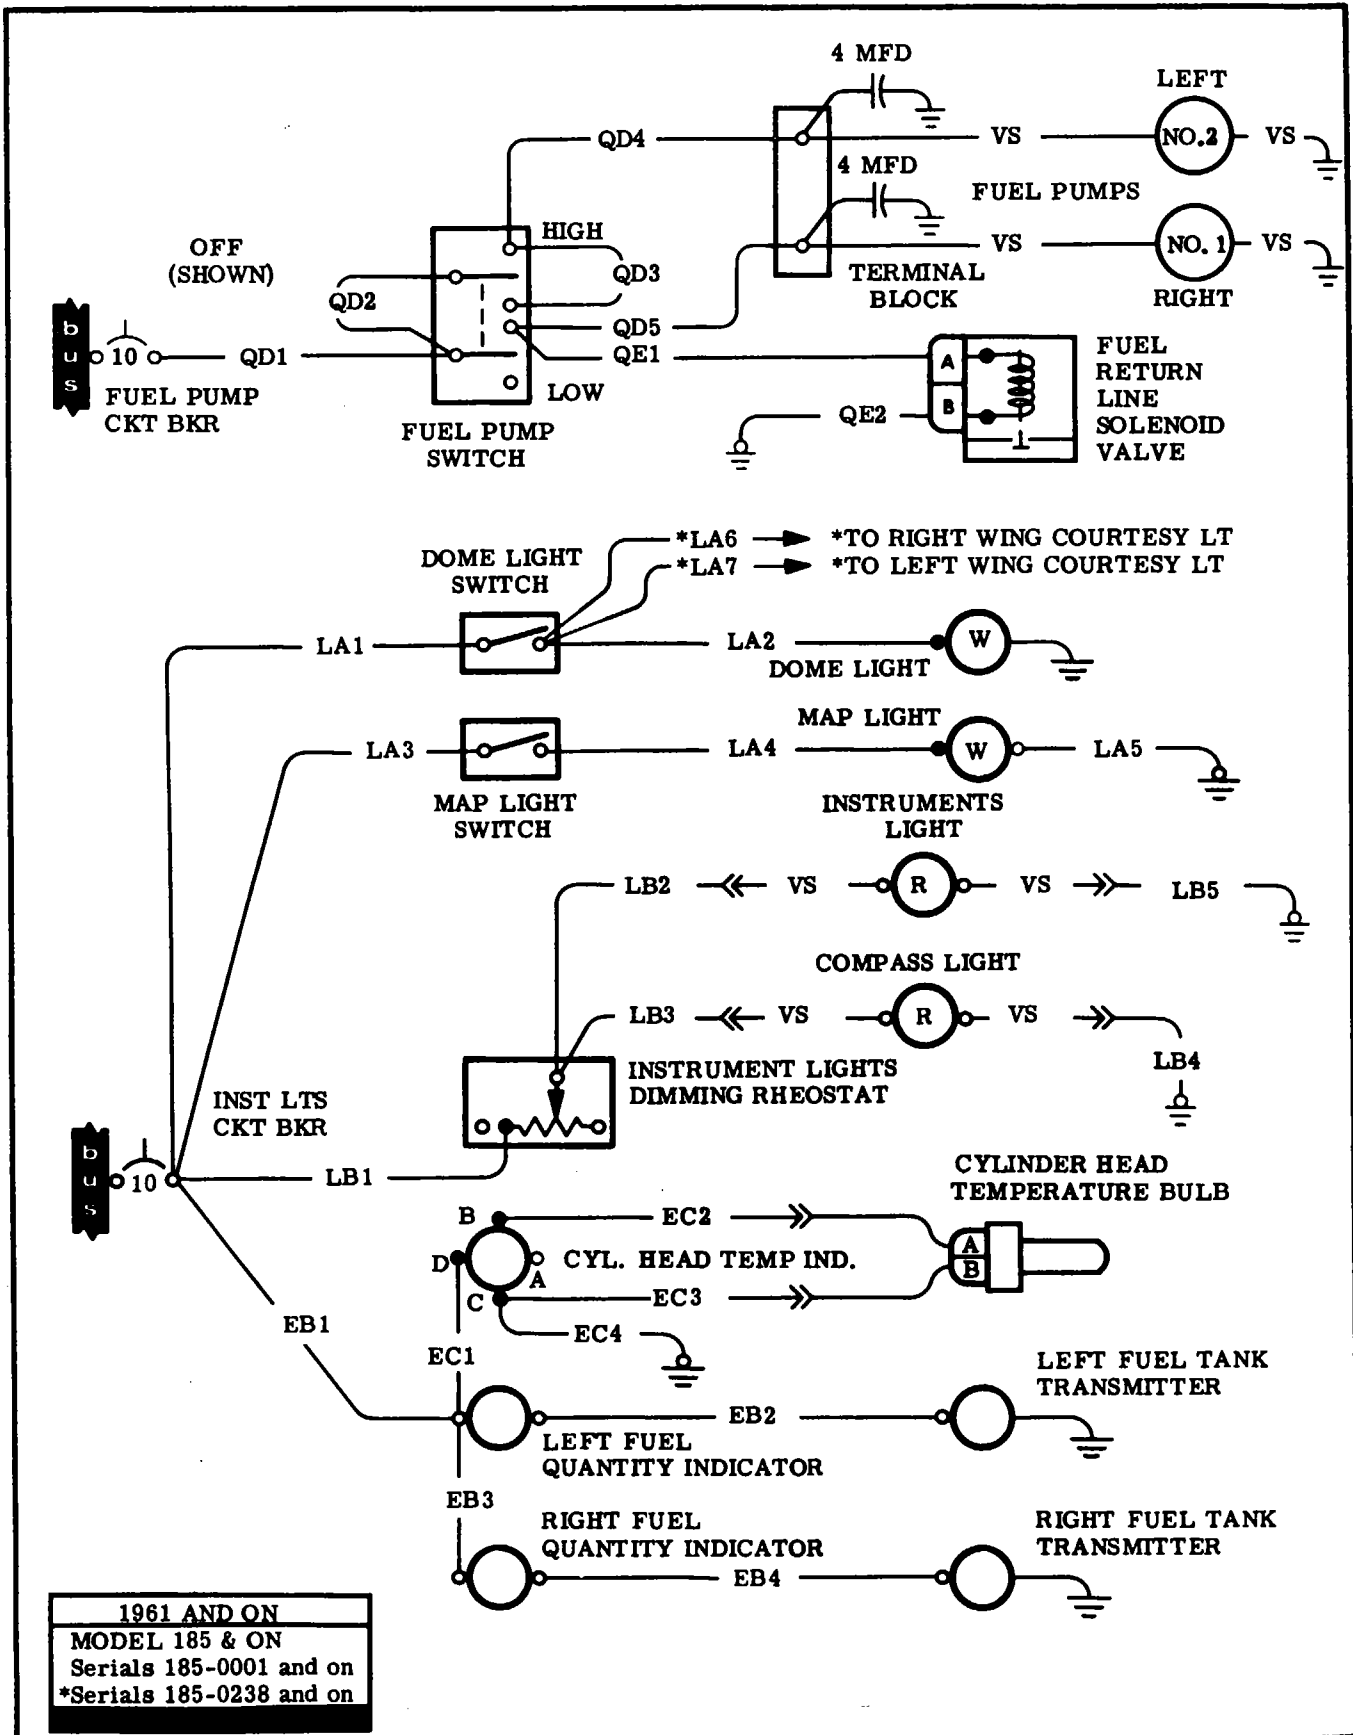 4 MFD
LEFT
QD4
VS
NO.2
VS
4 MFD
FUEL PUMPS
HIGH
OFF
(SHOWN)
VS
NO. 1
VS
QD3
TERMINAL
BLOCK
RIGHT
QD2
bus
10
QD1
QD5
QE1
FUEL PUMP
CKT BKR
LOW
FUEL PUMP
SWITCH
A
B
QE2
FUEL
RETURN
LINE
SOLENOID
VALVE
*LA6
*TO RIGHT WING COURTESY LT
*LA7
*TO LEFT WING COURTESY LT
DOME LIGHT
SWITCH
LA1
LA2
W
DOME LIGHT
MAP LIGHT
LA3
LA4
W
LA5
MAP LIGHT
SWITCH
INSTRUMENTS
LIGHT
LB2
VS
R
VS
LB5
COMPASS LIGHT
LB3
VS
R
VS
LB4
INSTRUMENT LIGHTS
DIMMING RHEOSTAT
INST LTS
CKT BKR
bus
10
LB1
CYLINDER HEAD
TEMPERATURE BULB
B
EC2
A
B
D
A
CYL. HEAD TEMP IND.
C
EC3
EC4
EB1
EC1
LEFT FUEL TANK
TRANSMITTER
EB2
LEFT FUEL
QUANTITY INDICATOR
EB3
RIGHT FUEL
QUANTITY INDICATOR
RIGHT FUEL TANK
TRANSMITTER
EB4
1961 AND ON
MODEL 185 & ON
Serials 185-0001 and on
*Serials 185-0238 and on